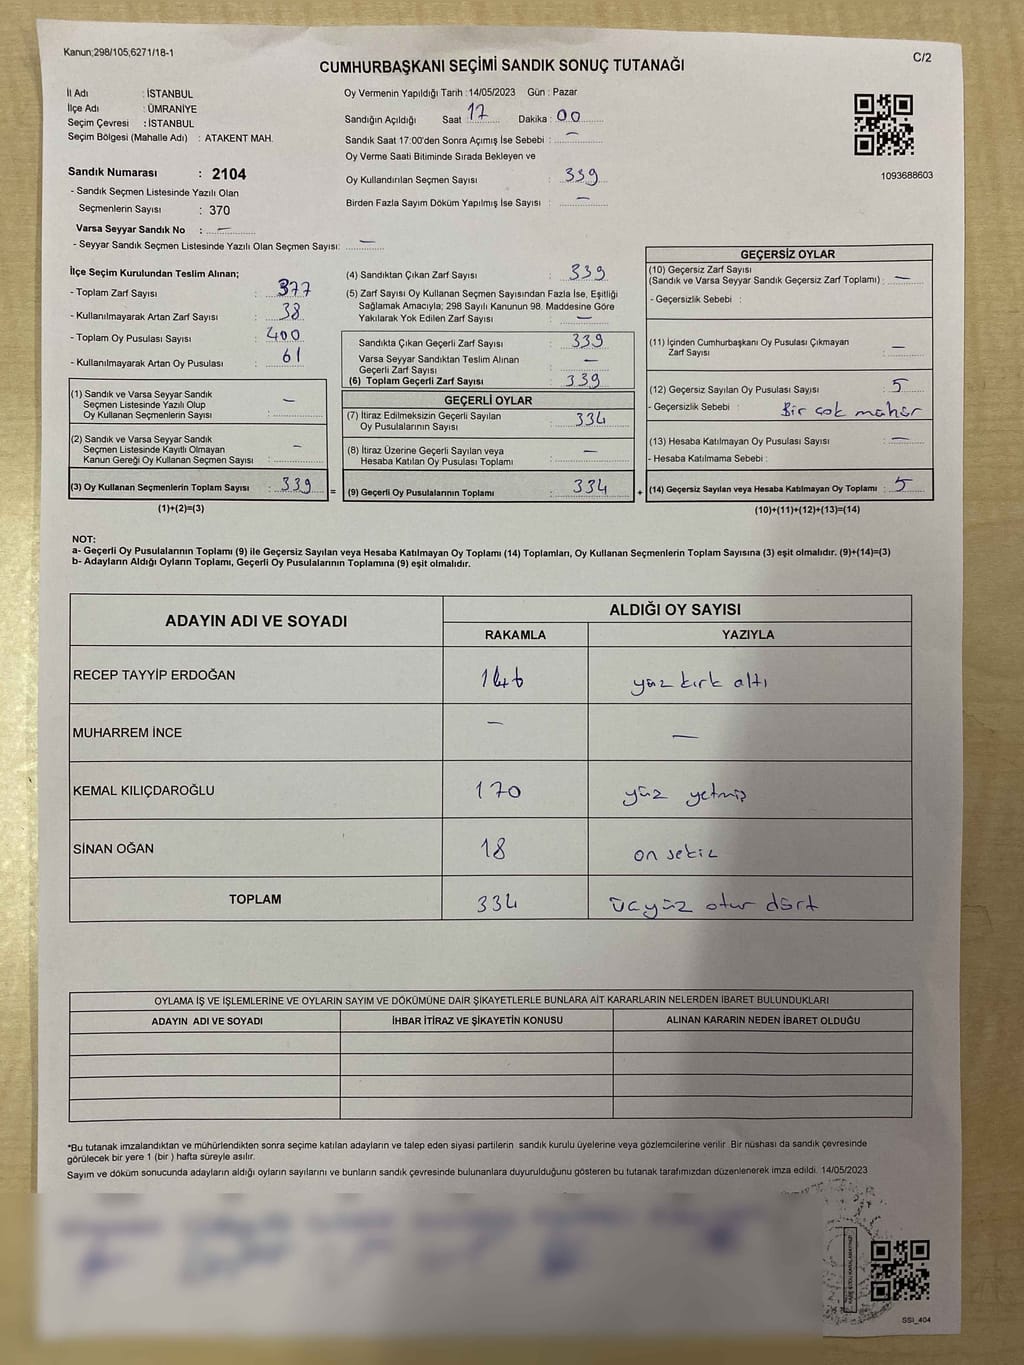 Kanun;298/105,6271/18-1
C/2
CUMHURBAŞKANI SEÇİMİ SANDIK SONUÇ TUTANAĞI
İl Adı : İSTANBUL
İlçe Adı : ÜMRANİYE
Seçim Çevresi : İSTANBUL
Seçim Bölgesi (Mahalle Adı) : ATAKENT MAH.
Sandık Numarası : 2104
- Sandık Seçmen Listesinde Yazılı Olan
Seçmenlerin Sayısı : 370
Varsa Seyyar Sandık No : —
- Seyyar Sandık Seçmen Listesinde Yazılı Olan Seçmen Sayısı: —
Oy Vermenin Yapıldığı Tarih :14/05/2023 Gün : Pazar
Sandığın Açıldığı Saat : 17 Dakika : 00
Sandık Saat 17:00'den Sonra Açımış İse Sebebi : —
Oy Verme Saati Bitiminde Sırada Bekleyen ve
Oy Kullandırılan Seçmen Sayısı : 339
Birden Fazla Sayım Döküm Yapılmış İse Sayısı : —
1093688603
İlçe Seçim Kurulundan Teslim Alınan;
- Toplam Zarf Sayısı : 377
- Kullanılmayarak Artan Zarf Sayısı : 38
- Toplam Oy Pusulası Sayısı : 400
- Kullanılmayarak Artan Oy Pusulası : 61
(1) Sandık ve Varsa Seyyar Sandık
Seçmen Listesinde Yazılı Olup
Oy Kullanan Seçmenlerin Sayısı : —
(2) Sandık ve Varsa Seyyar Sandık
Seçmen Listesinde Kayıtlı Olmayan
Kanun Gereği Oy Kullanan Seçmen Sayısı : —
(3) Oy Kullanan Seçmenlerin Toplam Sayısı : 339
(1)+(2)=(3)
(4) Sandıktan Çıkan Zarf Sayısı : 339
(5) Zarf Sayısı Oy Kullanan Seçmen Sayısından Fazla İse, Eşitliği
Sağlamak Amacıyla; 298 Sayılı Kanunun 98. Maddesine Göre
Yakılarak Yok Edilen Zarf Sayısı : —
Sandıkta Çıkan Geçerli Zarf Sayısı : 339
Varsa Seyyar Sandıktan Teslim Alınan
Geçerli Zarf Sayısı : —
(6) Toplam Geçerli Zarf Sayısı : 339
GEÇERLİ OYLAR
(7) İtiraz Edilmeksizin Geçerli Sayılan
Oy Pusulalarının Sayısı : 334
(8) İtiraz Üzerine Geçerli Sayılan veya
Hesaba Katılan Oy Pusulası Toplamı : —
= (9) Geçerli Oy Pusulalarının Toplamı : 334
GEÇERSİZ OYLAR
(10) Geçersiz Zarf Sayısı
(Sandık ve Varsa Seyyar Sandık Geçersiz Zarf Toplamı) : —
- Geçersizlik Sebebi :
(11) İçinden Cumhurbaşkanı Oy Pusulası Çıkmayan
Zarf Sayısı : —
(12) Geçersiz Sayılan Oy Pusulası Sayısı : 5
- Geçersizlik Sebebi : Bir çok mühür
(13) Hesaba Katılmayan Oy Pusulası Sayısı : —
- Hesaba Katılmama Sebebi :
+ (14) Geçersiz Sayılan veya Hesaba Katılmayan Oy Toplamı : 5
(10)+(11)+(12)+(13)=(14)
NOT:
a- Geçerli Oy Pusulalarının Toplamı (9) ile Geçersiz Sayılan veya Hesaba Katılmayan Oy Toplamı (14) Toplamları, Oy Kullanan Seçmenlerin Toplam Sayısına (3) eşit olmalıdır. (9)+(14)=(3)
b- Adayların Aldığı Oyların Toplamı, Geçerli Oy Pusulalarının Toplamına (9) eşit olmalıdır.
ADAYIN ADI VE SOYADI
ALDIĞI OY SAYISI
RAKAMLA YAZIYLA
RECEP TAYYİP ERDOĞAN 146 yüz kırk altı
MUHARREM İNCE — —
KEMAL KILIÇDAROĞLU 170 yüz yetmiş
SİNAN OĞAN 18 on sekiz
TOPLAM 334 üçyüz otuz dört
OYLAMA İŞ VE İŞLEMLERİNE VE OYLARIN SAYIM VE DÖKÜMÜNE DAİR ŞİKAYETLERLE BUNLARA AİT KARARLARIN NELERDEN İBARET BULUNDUKLARI
ADAYIN ADI VE SOYADI İHBAR İTİRAZ VE ŞİKAYETİN KONUSU ALINAN KARARIN NEDEN İBARET OLDUĞU
*Bu tutanak imzalandıktan ve mühürlendikten sonra seçime katılan adayların ve talep eden siyasi partilerin sandık kurulu üyelerine veya gözlemcilerine verilir. Bir nüshası da sandık çevresinde
görülecek bir yere 1 (bir ) hafta süreyle asılır.
Sayım ve döküm sonucunda adayların aldığı oyların sayılarını ve bunların sandık çevresinde bulunanlara duyurulduğunu gösteren bu tutanak tarafımızdan düzenlenerek imza edildi. 14/05/2023
SSI_404